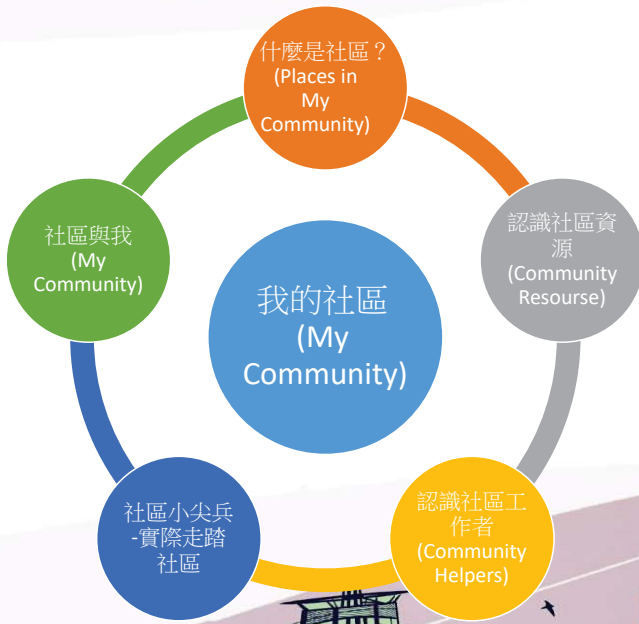 什麼是社區？
(Places in
My
Community)
認識社區資
源
(Community
Resourse)
認識社區工
作者
(Community
Helpers)
社區小尖兵
-實際走踏
社區
社區與我
(My
Community)
我的社區
(My
Community)